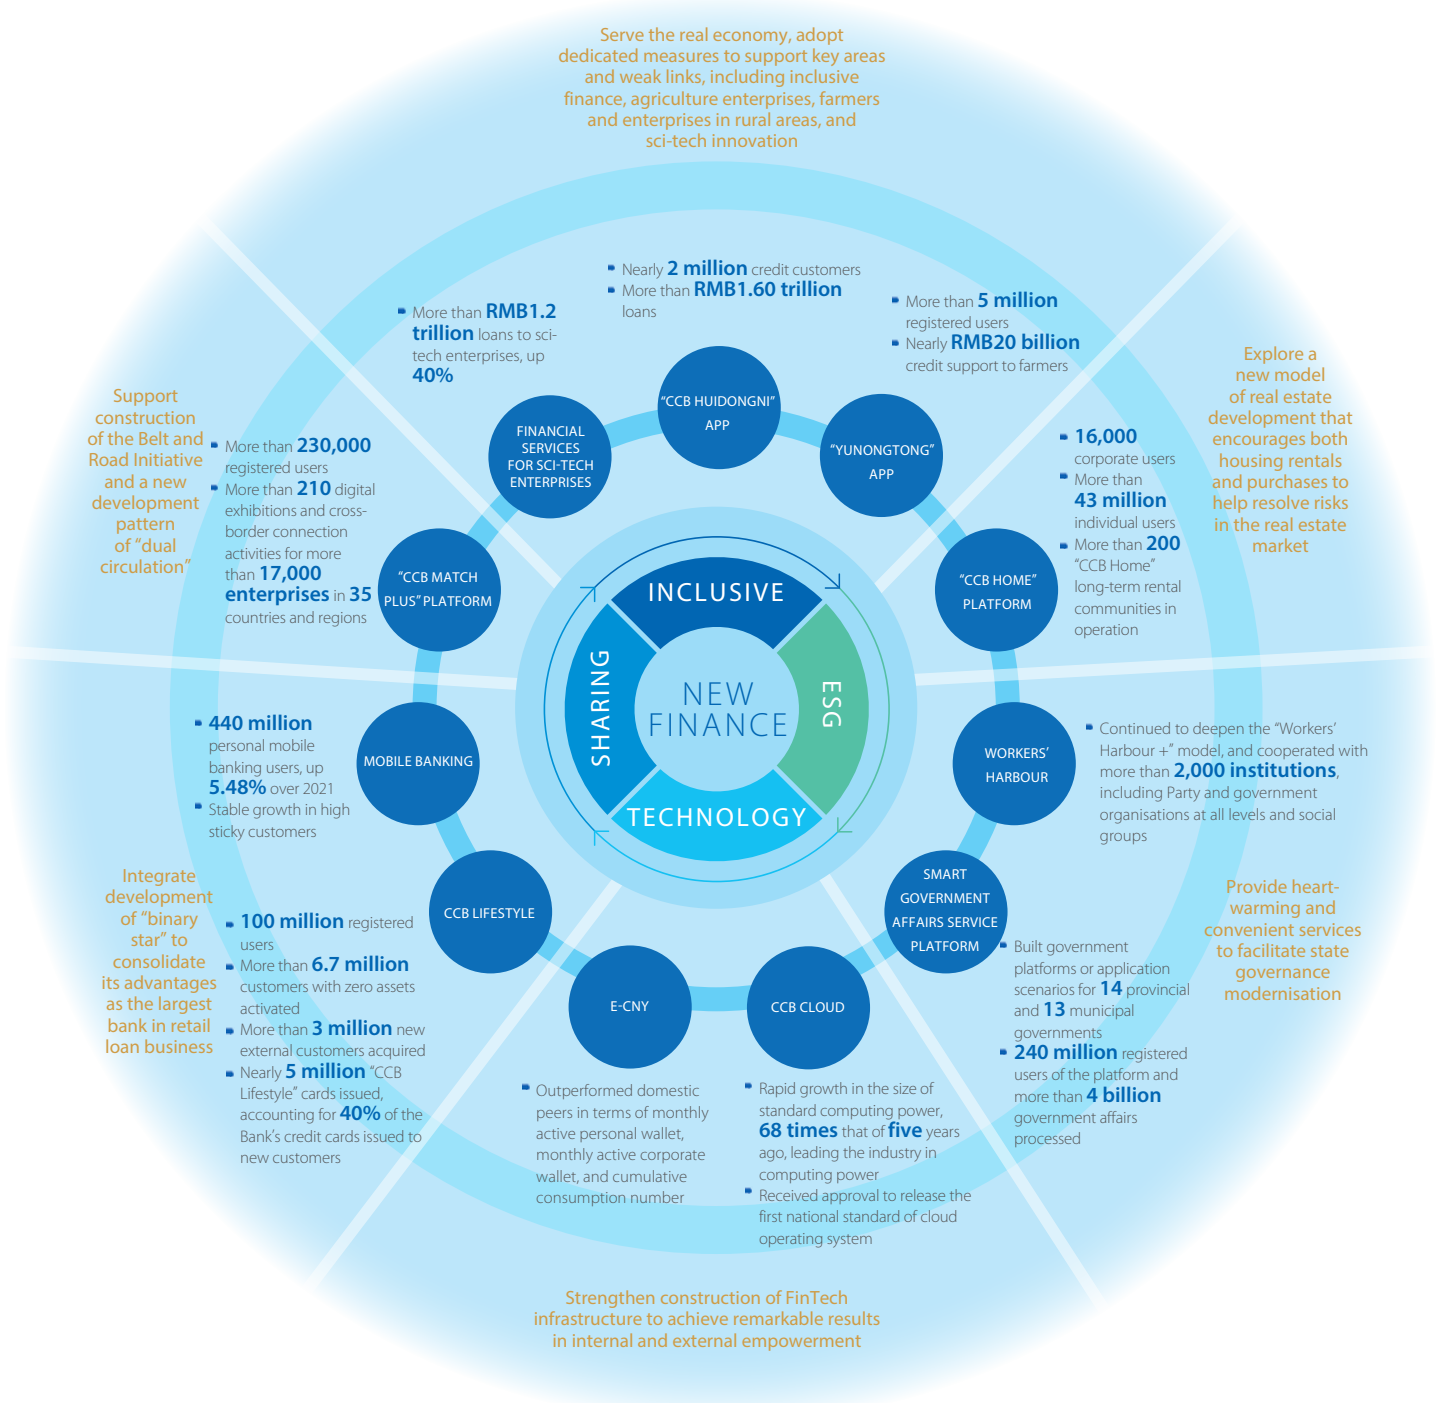 Serve the real economy, adopt
dedicated measures to support key areas
and weak links, including inclusive
finance, agriculture enterprises, farmers
and enterprises in rural areas, and
sci-tech innovation
Nearly 2 million credit customers
More than RMB1.60 trillion
loans
More than RMB1.2
trillion loans to sci-
tech enterprises, up
40%
More than 5 million
registered users
Nearly RMB20 billion
credit support to farmers
"CCB HUIDONGNI"
APP
FINANCIAL
SERVICES
FOR SCI-TECH
ENTERPRISES
"YUNONGTONG"
APP
Explore a
new model
of real estate
development that
encourages both
housing rentals
and purchases to
help resolve risks
in the real estate
market
16,000
corporate users
More than
43 million
individual users
More than 200
"CCB Home"
long-term rental
communities in
operation
"CCB HOME"
PLATFORM
Support
construction
of the Belt and
Road Initiative
and a new
development
pattern
of "dual
circulation"
More than 230,000
registered users
More than 210 digital
exhibitions and cross-
border connection
activities for more
than 17,000
enterprises in 35
countries and regions
"CCB MATCH
PLUS" PLATFORM
INCLUSIVE
SHARING
ESG
NEW
FINANCE
TECHNOLOGY
440 million
personal mobile
banking users, up
5.48% over 2021
Stable growth in high
sticky customers
MOBILE BANKING
WORKERS'
HARBOUR
Continued to deepen the "Workers'
Harbour +" model, and cooperated with
more than 2,000 institutions,
including Party and government
organisations at all levels and social
groups
Integrate
development
of "binary
star" to
consolidate
its advantages
as the largest
bank in retail
loan business
100 million registered
users
More than 6.7 million
customers with zero assets
activated
More than 3 million new
external customers acquired
Nearly 5 million "CCB
Lifestyle" cards issued,
accounting for 40% of the
Bank's credit cards issued to
new customers
CCB LIFESTYLE
SMART
GOVERNMENT
AFFAIRS SERVICE
PLATFORM
Built government
platforms or application
scenarios for 14 provincial
and 13 municipal
governments
240 million registered
users of the platform and
more than 4 billion
government affairs
processed
Provide heart-
warming and
convenient services
to facilitate state
governance
modernisation
E-CNY
CCB CLOUD
Outperformed domestic
peers in terms of monthly
active personal wallet,
monthly active corporate
wallet, and cumulative
consumption number
Rapid growth in the size of
standard computing power,
68 times that of five years
ago, leading the industry in
computing power
Received approval to release the
first national standard of cloud
operating system
Strengthen construction of FinTech
infrastructure to achieve remarkable results
in internal and external empowerment